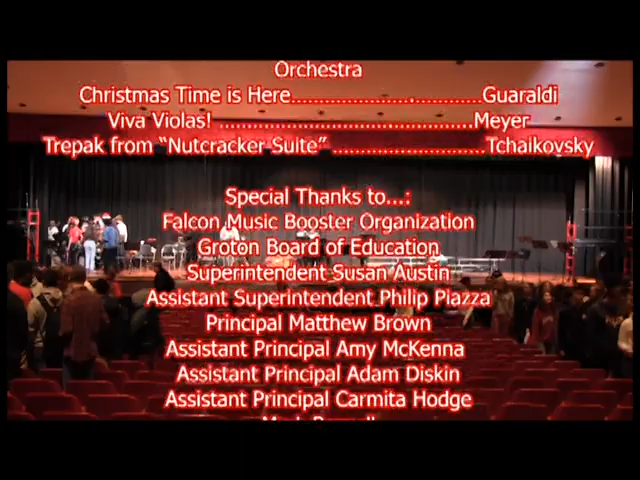 Orchestra
Christmas Time is Here..................................Guaraldi
Viva Violas! ............................................Meyer
Trepak from “Nutcracker Suite” ..........................Tchaikovsky
Special Thanks to...:
Falcon Music Booster Organization
Groton Board of Education
Superintendent Susan Austin
Assistant Superintendent Philip Piazza
Principal Matthew Brown
Assistant Principal Amy McKenna
Assistant Principal Adam Diskin
Assistant Principal Carmita Hodge